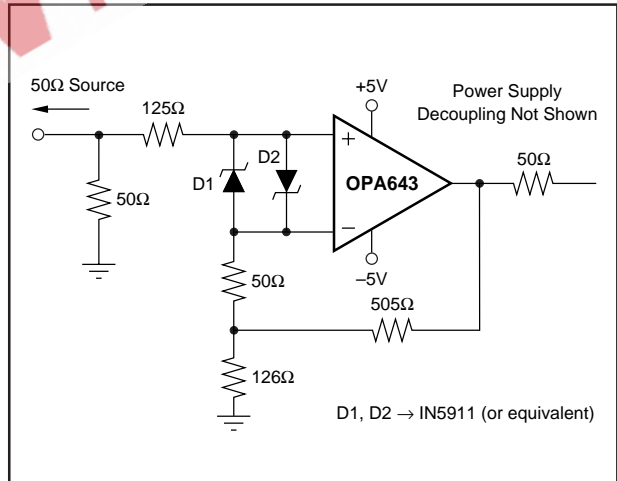 50Ω Source
125Ω
+5V
Power Supply
Decoupling Not Shown
D2
+
50Ω
D1
OPA643
50Ω
–
50Ω
–5V
505Ω
126Ω
D1, D2 → IN5911 (or equivalent)